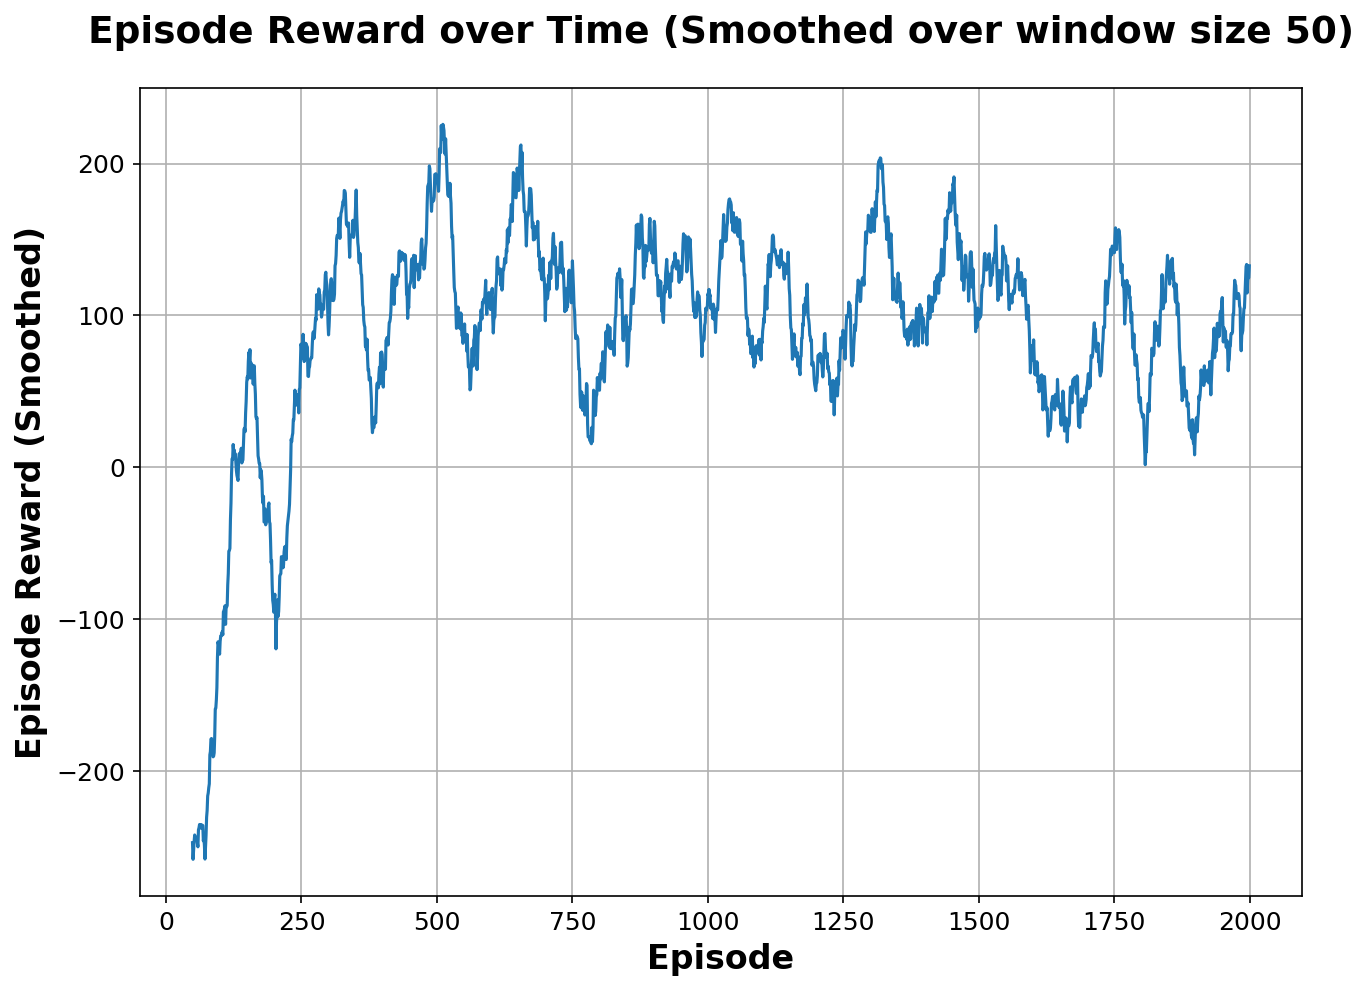 Episode Reward over Time (Smoothed over window size 50)
Episode Reward (Smoothed)
200
100
0
−100
−200
0 250 500 750 1000 1250 1500 1750 2000
Episode